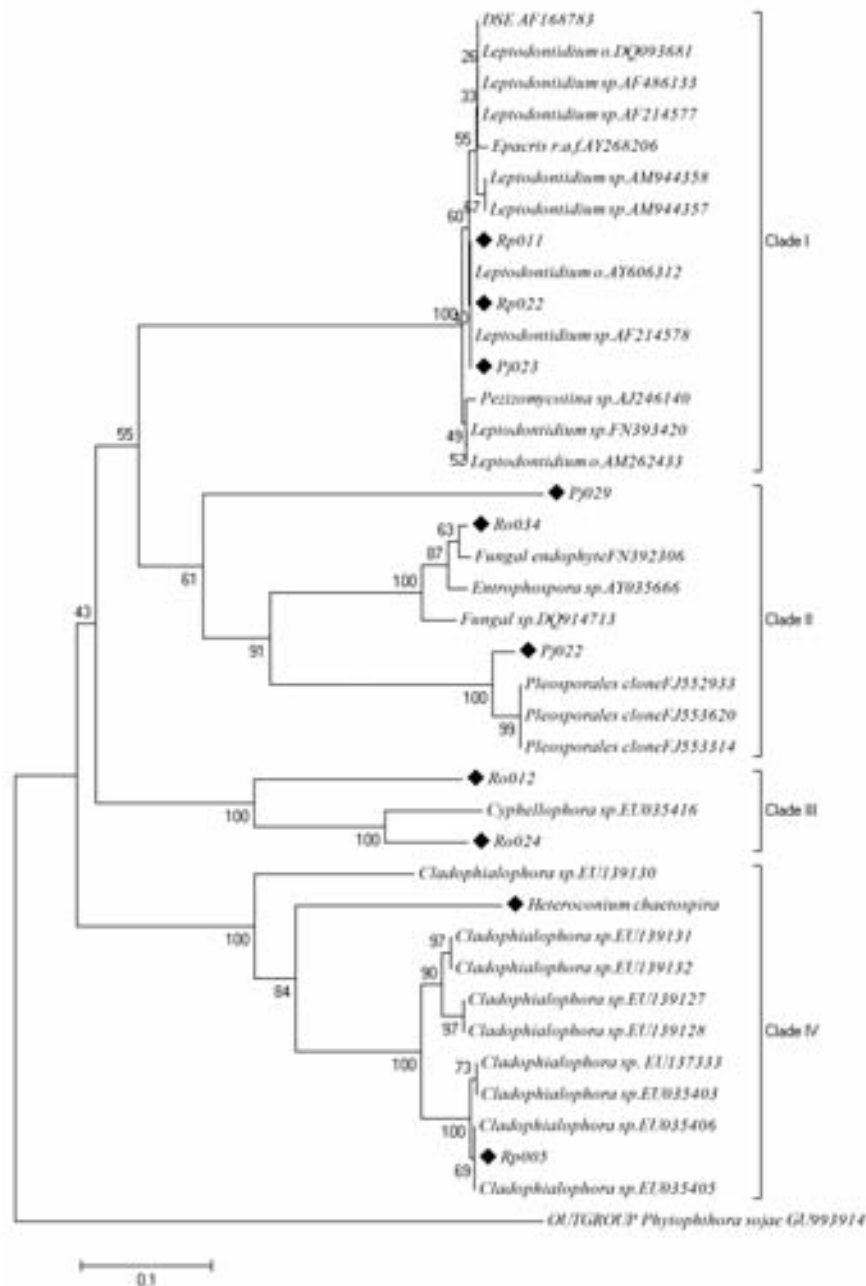 DSE AF168783
26
Leptodontidium o.DQ093681
Leptodontidium sp.AF486133
33
Leptodontidium sp.AF214577
55
Epacris r.a.f.AY268206
Leptodontidium sp.AM944358
67
Leptodontidium sp.AM944357
60
Rp011
Clade I
Leptodontidium o.AY606312
Rp022
100
Leptodontidium sp.AF214578
Pj023
Pezizomycotina sp.AJ246140
55
49
Leptodontidium sp.FN393420
52
Leptodontidium o.AM262433
Pj029
63
Ro034
87
Fungal endophyteFN392306
61
100
Entrophospora sp.AY035666
43
Fungal sp.DQ914713
Clade II
91
Pj022
100
Pleosporales cloneFJ552933
Pleosporales cloneFJ553620
99
Pleosporales cloneFJ553314
Ro012
100
Cyphellophora sp.EU035416
Clade III
100
Ro024
Cladophialophora sp.EU139130
100
Heteroconium chaetospira
84
97
Cladophialophora sp.EU139131
90
Cladophialophora sp.EU139132
Cladophialophora sp.EU139127
97
Cladophialophora sp.EU139128
Clade IV
100
73
Cladophialophora sp. EU137333
Cladophialophora sp.EU035403
100
Cladophialophora sp.EU035406
69
Rp005
Cladophialophora sp.EU035405
OUTGROUP Phytophthora sojae GU993914
0.1